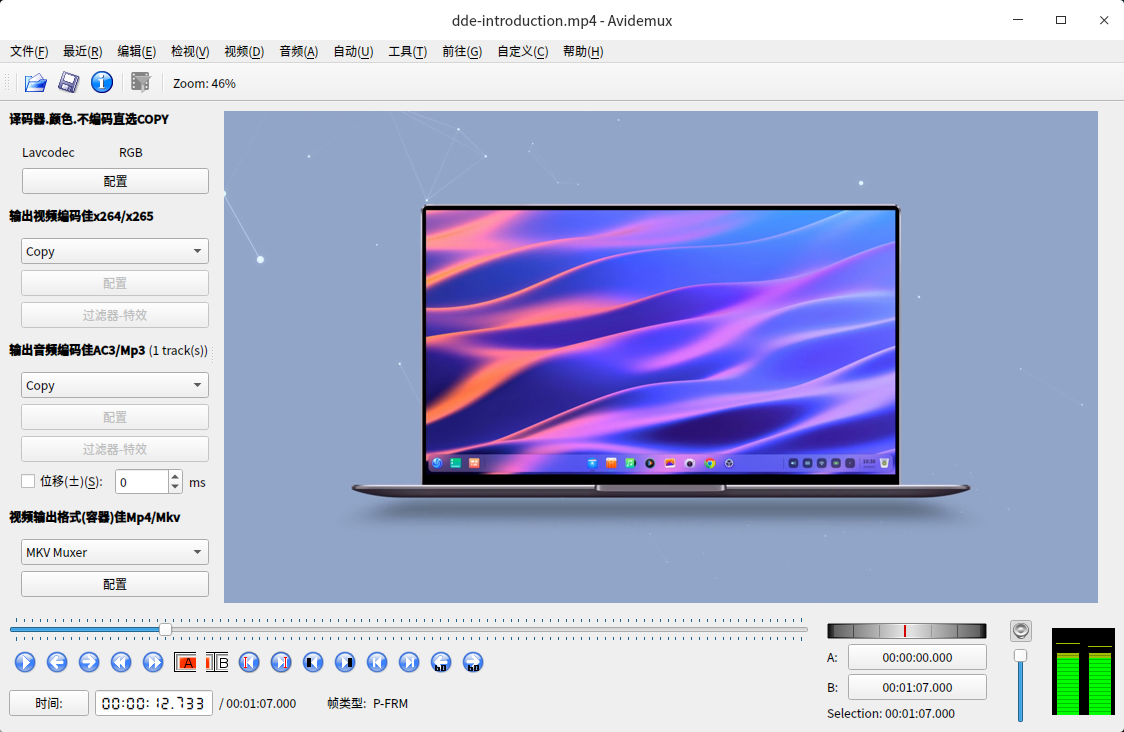 dde-introduction.mp4 - Avidemux
文件(F) 最近(R) 编辑(E) 检视(V) 视频(D) 音频(A) 自动(U) 工具(T) 前往(G) 自定义(C) 帮助(H)
Zoom: 46%
译码器.颜色.不编码直选COPY
Lavcodec RGB
配置
输出视频编码佳x264/x265
Copy
配置
过滤器-特效
输出音频编码佳AC3/Mp3 (1 track(s))
Copy
配置
过滤器-特效
位移(±)(S): 0 ms
视频输出格式(容器)佳Mp4/Mkv
MKV Muxer
配置
A B 60 60
时间: 00:00:12.733 / 00:01:07.000 帧类型: P-FRM
A: 00:00:00.000
B: 00:01:07.000
Selection: 00:01:07.000